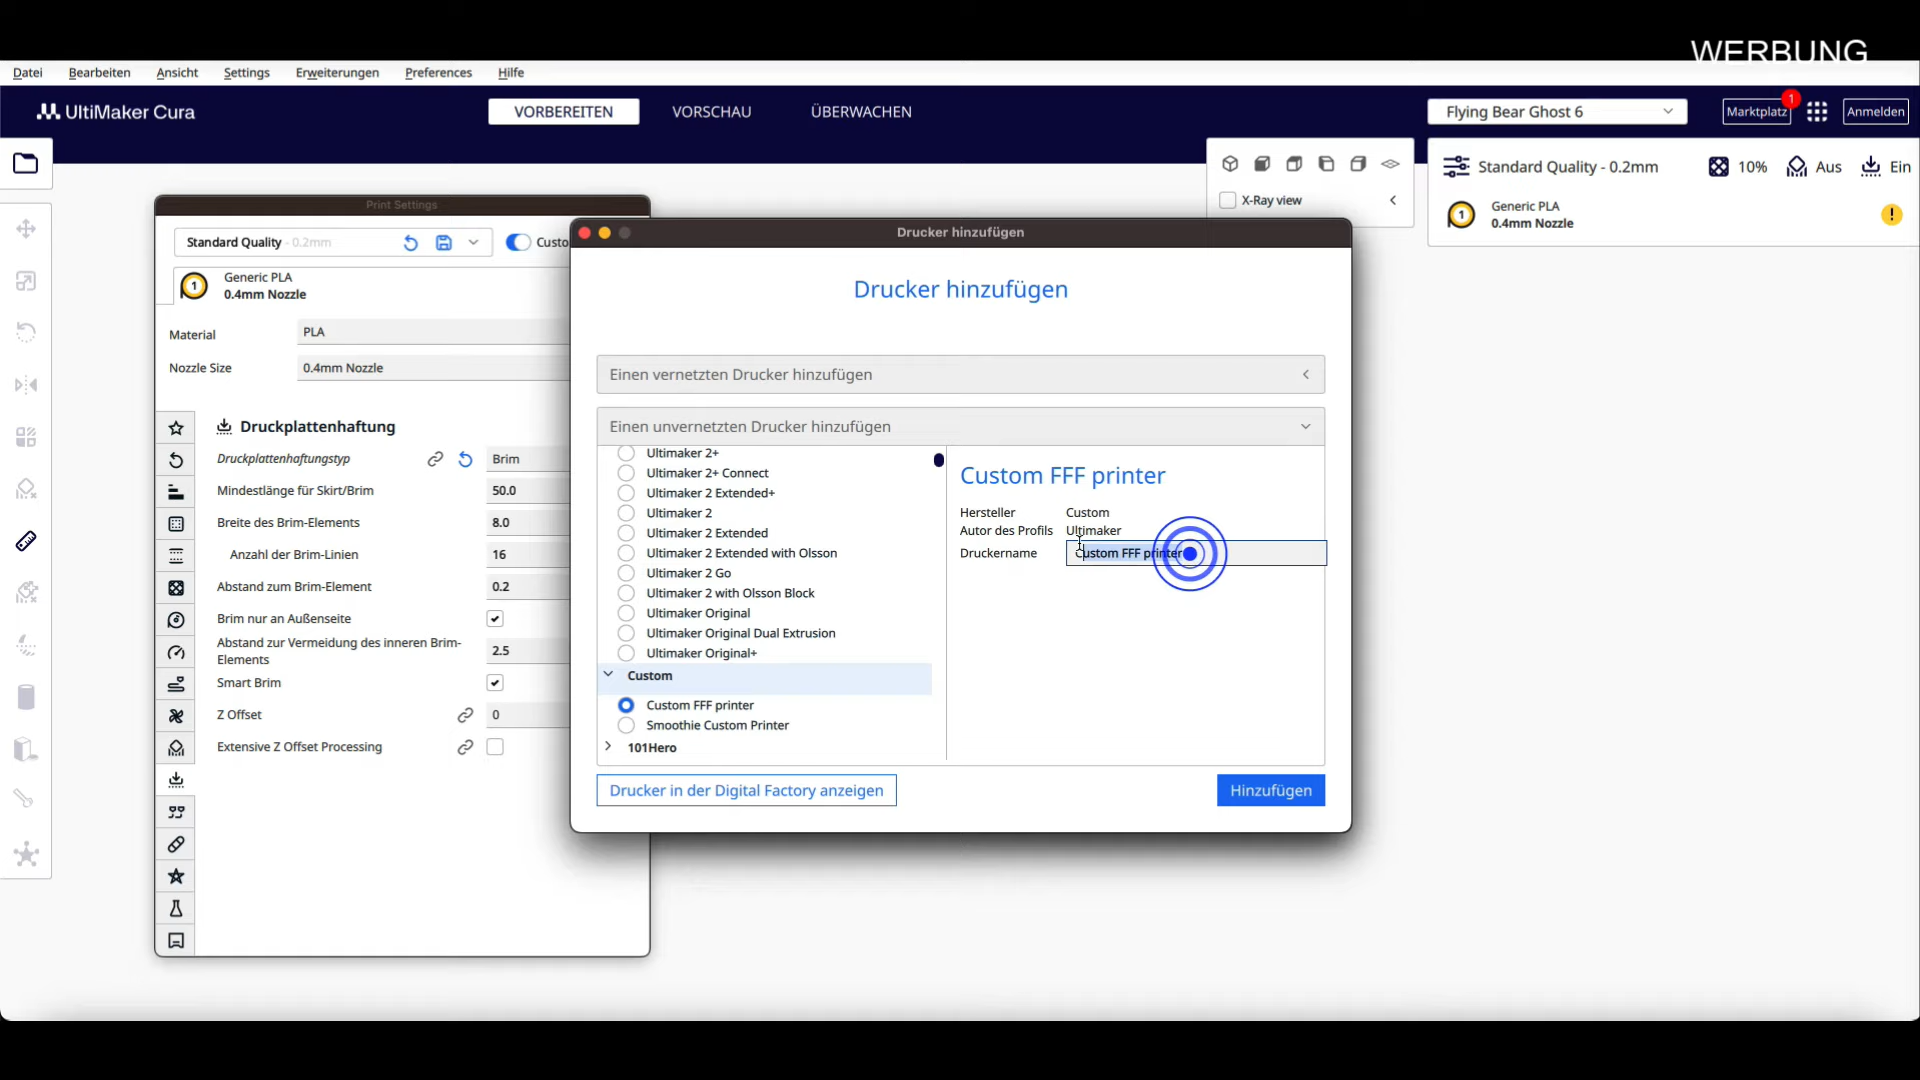 WERBUNG
Datei Bearbeiten Ansicht Settings Erweiterungen Preferences Hilfe
UltiMaker Cura
VORBEREITEN VORSCHAU ÜBERWACHEN
Flying Bear Ghost 6
Marktplatz 1
Anmelden
X-Ray view
Standard Quality - 0.2mm 10% Aus Ein
1 Generic PLA
0.4mm Nozzle !
Print Settings
Standard Quality - 0.2mm Custo
1 Generic PLA
0.4mm Nozzle
Material PLA
Nozzle Size 0.4mm Nozzle
Druckplattenhaftung
Druckplattenhaftungstyp Brim
Mindestlänge für Skirt/Brim 50.0
Breite des Brim-Elements 8.0
Anzahl der Brim-Linien 16
Abstand zum Brim-Element 0.2
Brim nur an Außenseite
Abstand zur Vermeidung des inneren Brim-
Elements 2.5
Smart Brim
Z Offset 0
Extensive Z Offset Processing
Drucker hinzufügen
Drucker hinzufügen
Einen vernetzten Drucker hinzufügen
Einen unvernetzten Drucker hinzufügen
Ultimaker 2+
Ultimaker 2+ Connect
Ultimaker 2 Extended+
Ultimaker 2
Ultimaker 2 Extended
Ultimaker 2 Extended with Olsson
Ultimaker 2 Go
Ultimaker 2 with Olsson Block
Ultimaker Original
Ultimaker Original Dual Extrusion
Ultimaker Original+
Custom
Custom FFF printer
Smoothie Custom Printer
101Hero
Custom FFF printer
Hersteller Custom
Autor des Profils Ultimaker
Druckername Custom FFF printer
Drucker in der Digital Factory anzeigen
Hinzufügen